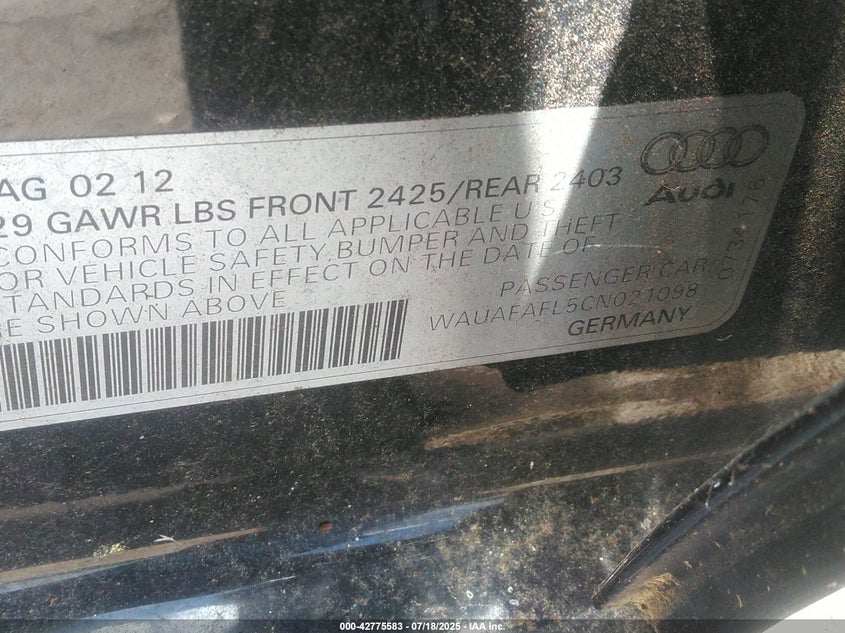 AG 02 12
29 GAWR LBS FRONT 2425/REAR 2403
CONFORMS TO ALL APPLICABLE U S
OR VEHICLE SAFETY BUMPER AND THEFT
STANDARDS IN EFFECT ON THE DATE OF
RE SHOWN ABOVE
PASSENGER CAR
WAUAFAFL5CN021098
GERMANY
Audi
000-42775583 / 07/18/2025 - IAA Inc.